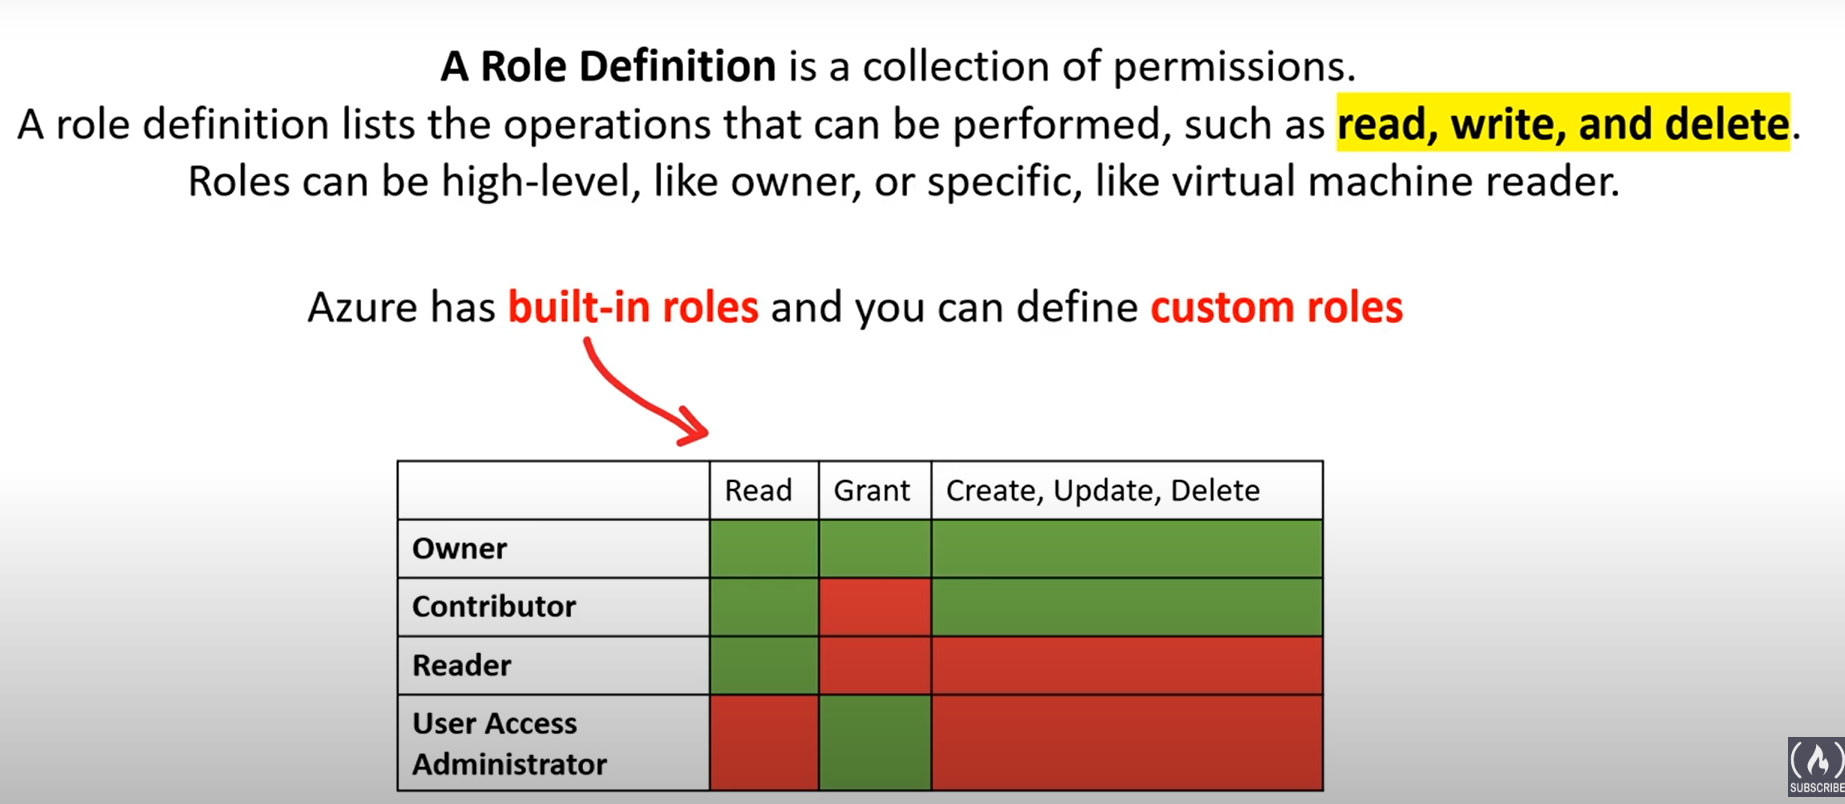 A Role Definition is a collection of permissions.
A role definition lists the operations that can be performed, such as read, write, and delete.
Roles can be high-level, like owner, or specific, like virtual machine reader.
Azure has built-in roles and you can define custom roles
Read Grant Create, Update, Delete
Owner
Contributor
Reader
User Access
Administrator
SUBSCRIBE